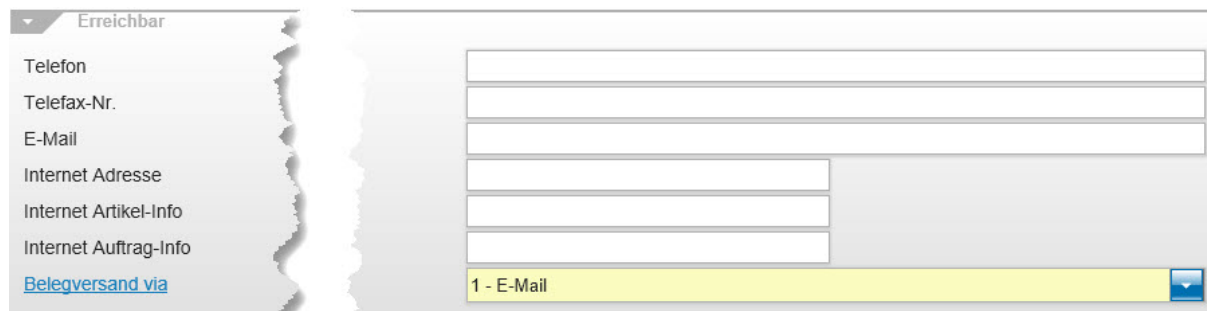 Erreichbar
Telefon
Telefax-Nr.
E-Mail
Internet Adresse
Internet Artikel-Info
Internet Auftrag-Info
Belegversand via 1 - E-Mail